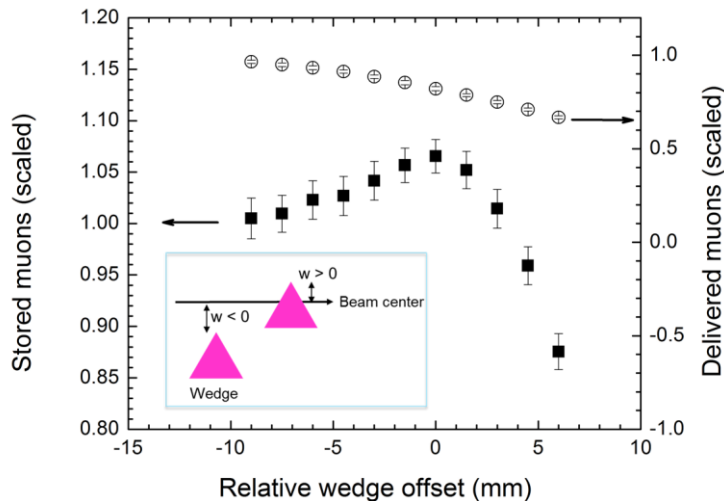 Stored muons (scaled)
1.20
1.15
1.10
1.05
1.00
0.95
0.90
0.85
0.80
w > 0
Beam center
w < 0
Wedge
1.0
0.5
0.0
-0.5
-1.0
Delivered muons (scaled)
-15 -10 -5 0 5 10
Relative wedge offset (mm)